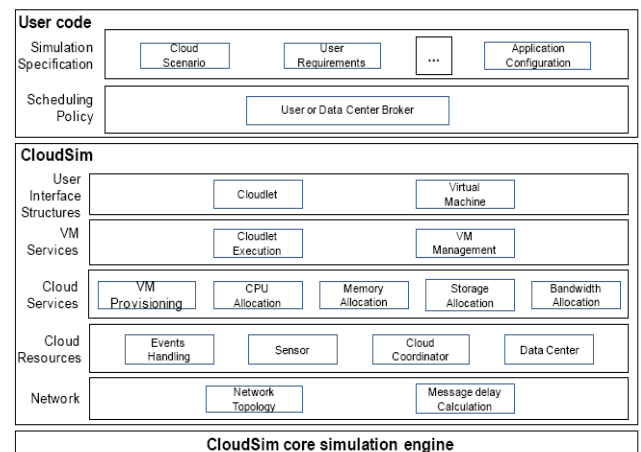 User code
Simulation
Specification
Cloud
Scenario
User
Requirements
...
Application
Configuration
Scheduling
Policy
User or Data Center Broker
CloudSim
User
Interface
Structures
Cloudlet
Virtual
Machine
VM
Services
Cloudlet
Execution
VM
Management
Cloud
Services
VM
Provisioning
CPU
Allocation
Memory
Allocation
Storage
Allocation
Bandwidth
Allocation
Cloud
Resources
Events
Handling
Sensor
Cloud
Coordinator
Data Center
Network
Network
Topology
Message delay
Calculation
CloudSim core simulation engine